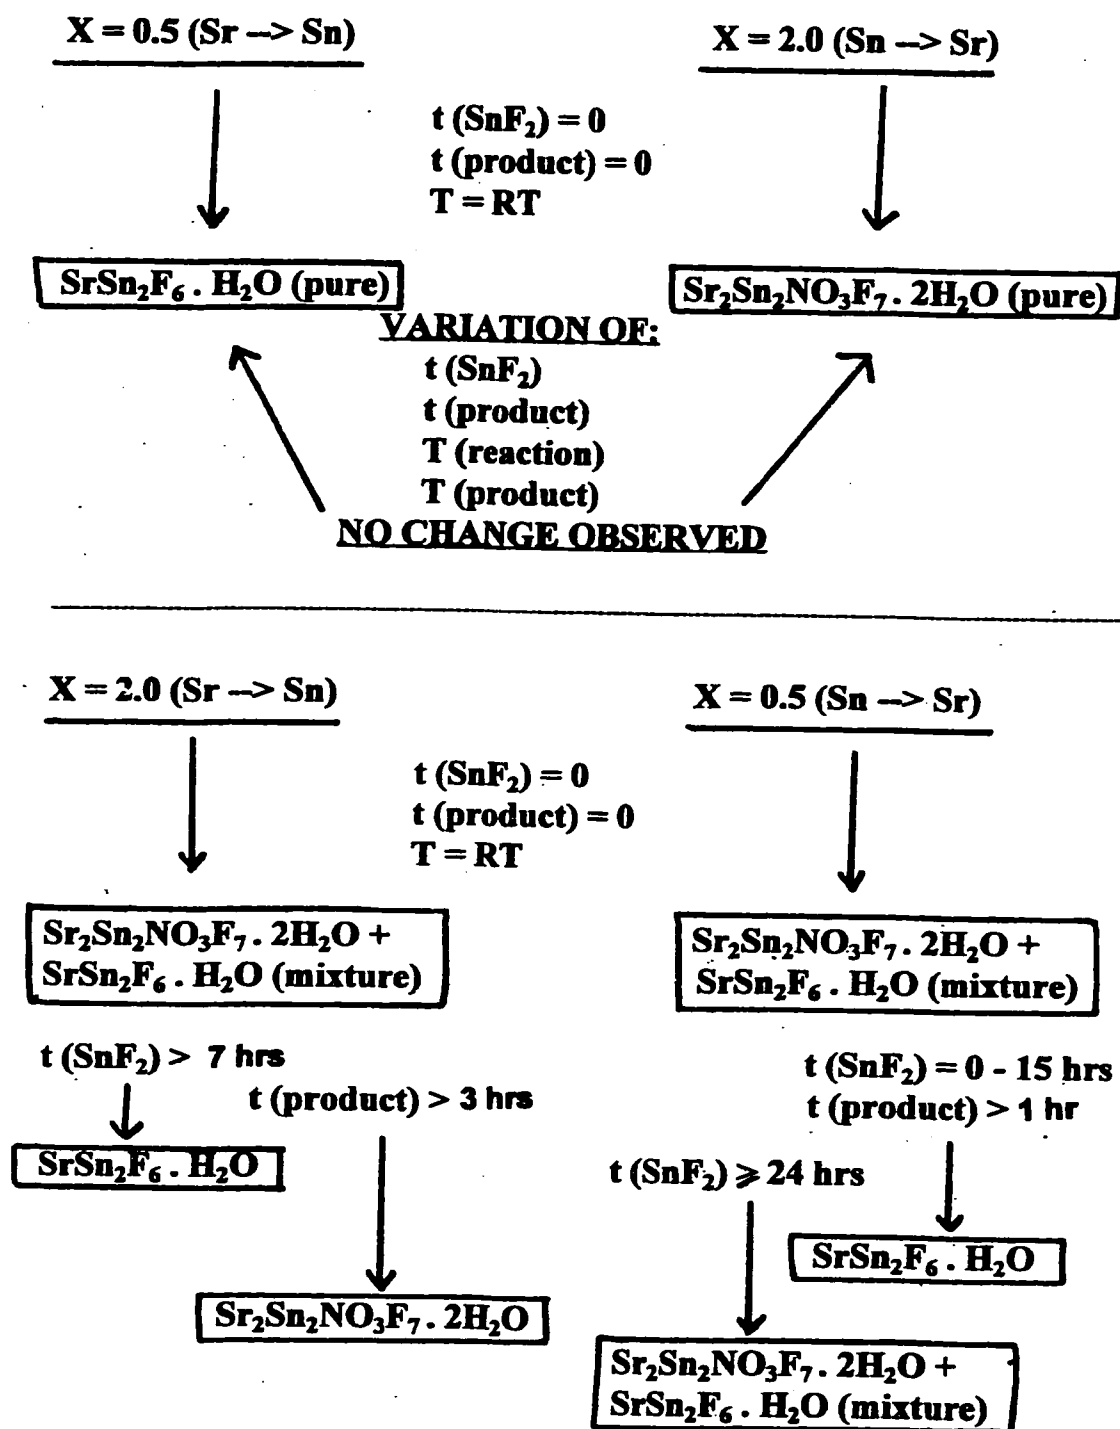 X = 0.5 (Sr --> Sn)
X = 2.0 (Sn --> Sr)
t (SnF₂) = 0
t (product) = 0
T = RT
SrSn₂F₆ . H₂O (pure)
Sr₂Sn₂NO₃F₇ . 2H₂O (pure)
VARIATION OF:
t (SnF₂)
t (product)
T (reaction)
T (product)
NO CHANGE OBSERVED
X = 2.0 (Sr --> Sn)
X = 0.5 (Sn --> Sr)
t (SnF₂) = 0
t (product) = 0
T = RT
Sr₂Sn₂NO₃F₇ . 2H₂O +
SrSn₂F₆ . H₂O (mixture)
Sr₂Sn₂NO₃F₇ . 2H₂O +
SrSn₂F₆ . H₂O (mixture)
t (SnF₂) > 7 hrs
t (product) > 3 hrs
SrSn₂F₆ . H₂O
Sr₂Sn₂NO₃F₇ . 2H₂O
t (SnF₂) = 0 - 15 hrs
t (product) > 1 hr
t (SnF₂) ⩾ 24 hrs
SrSn₂F₆ . H₂O
Sr₂Sn₂NO₃F₇ . 2H₂O +
SrSn₂F₆ . H₂O (mixture)